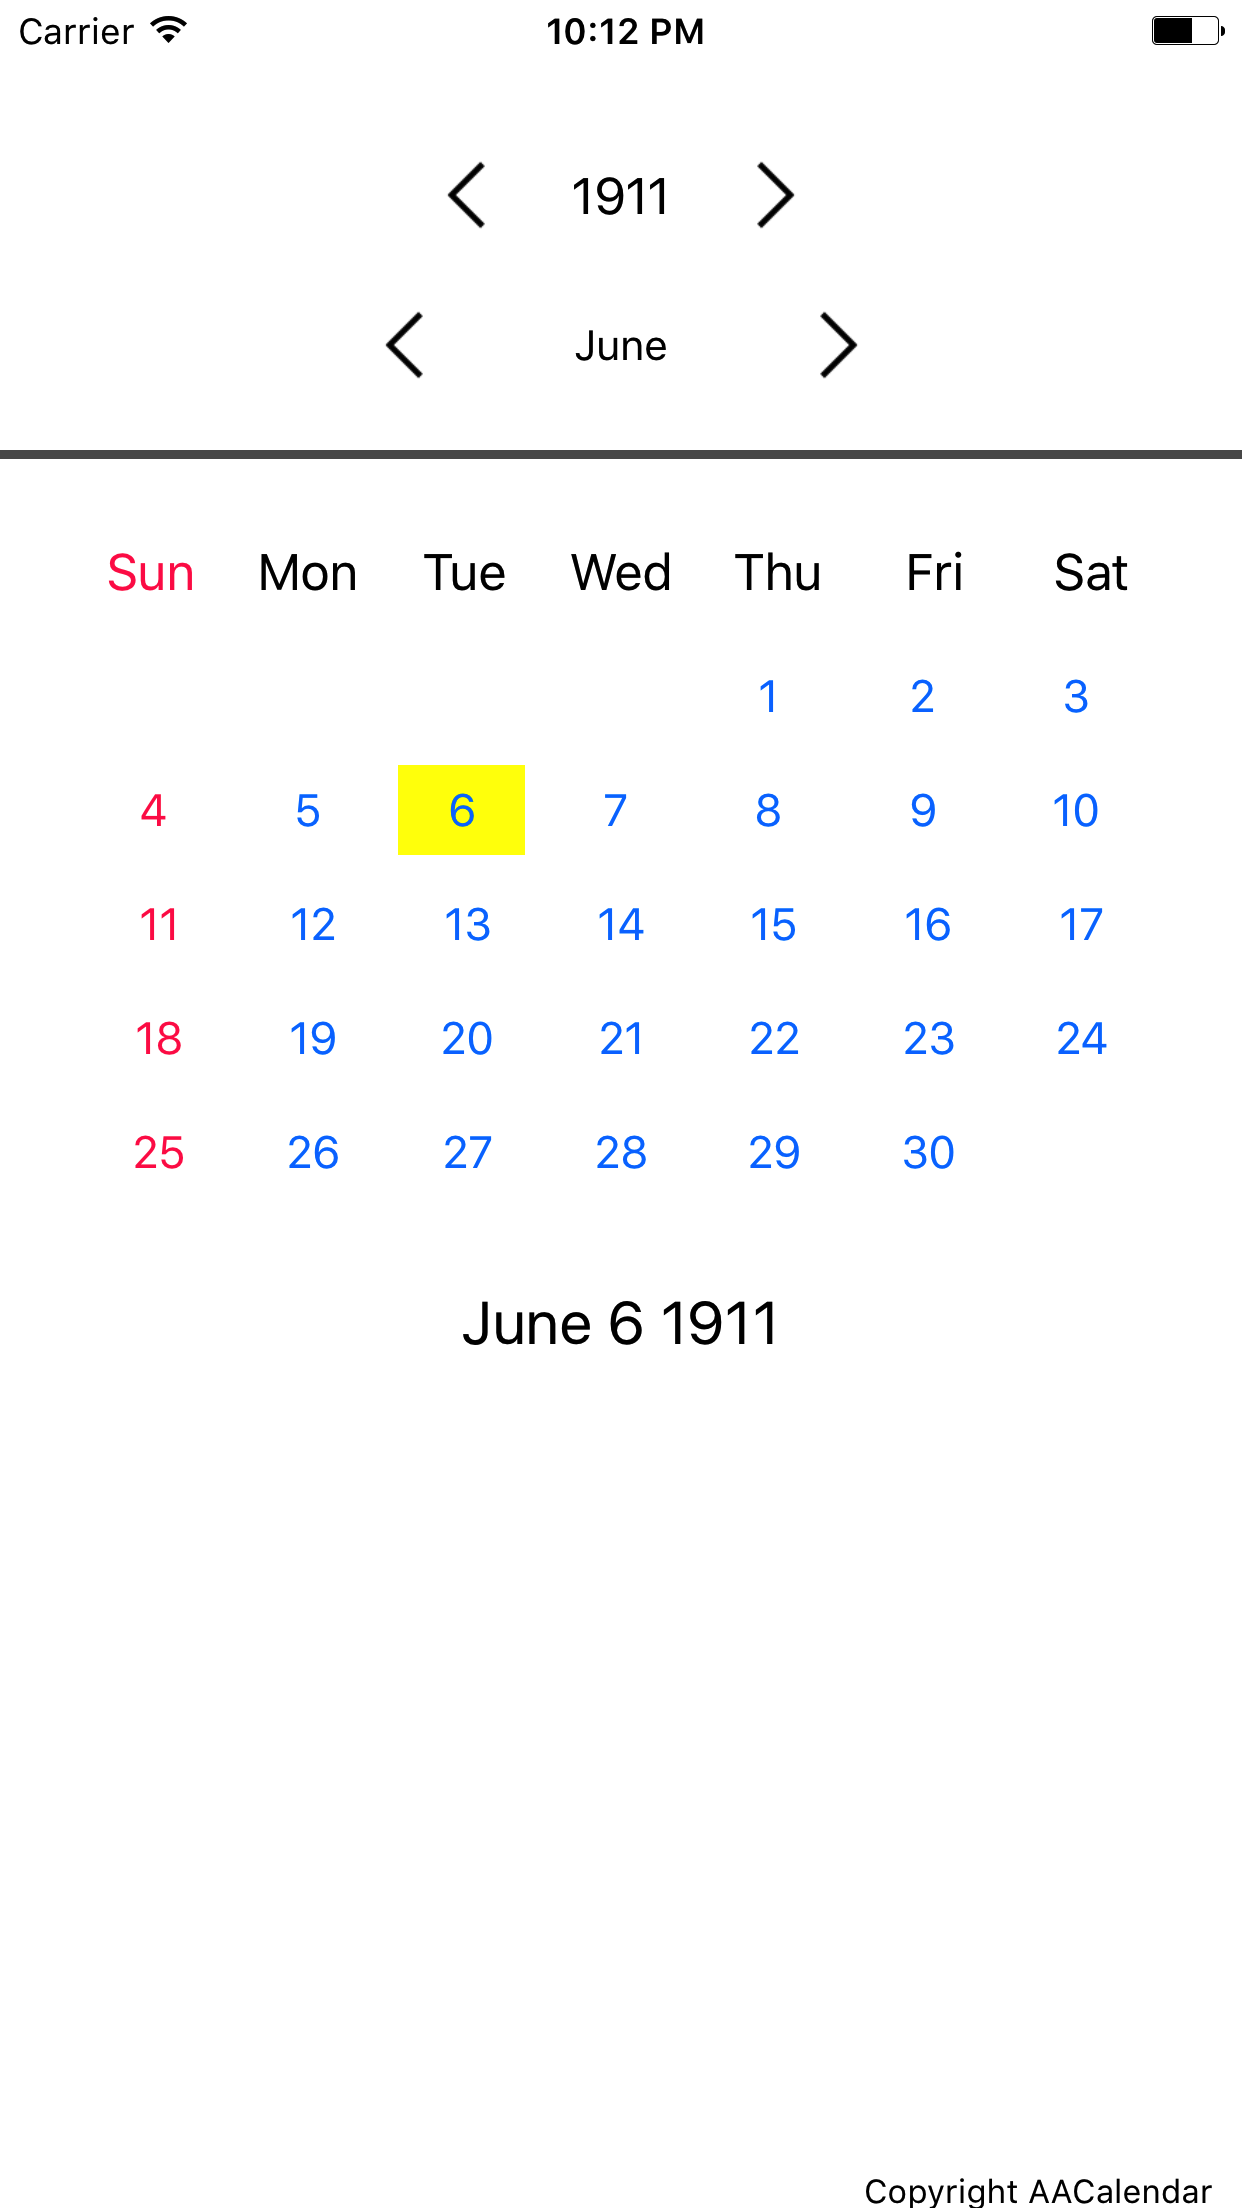 Carrier 10:12 PM
1911
June
Sun Mon Tue Wed Thu Fri Sat
1 2 3
4 5 6 7 8 9 10
11 12 13 14 15 16 17
18 19 20 21 22 23 24
25 26 27 28 29 30
June 6 1911
Copyright AACalendar